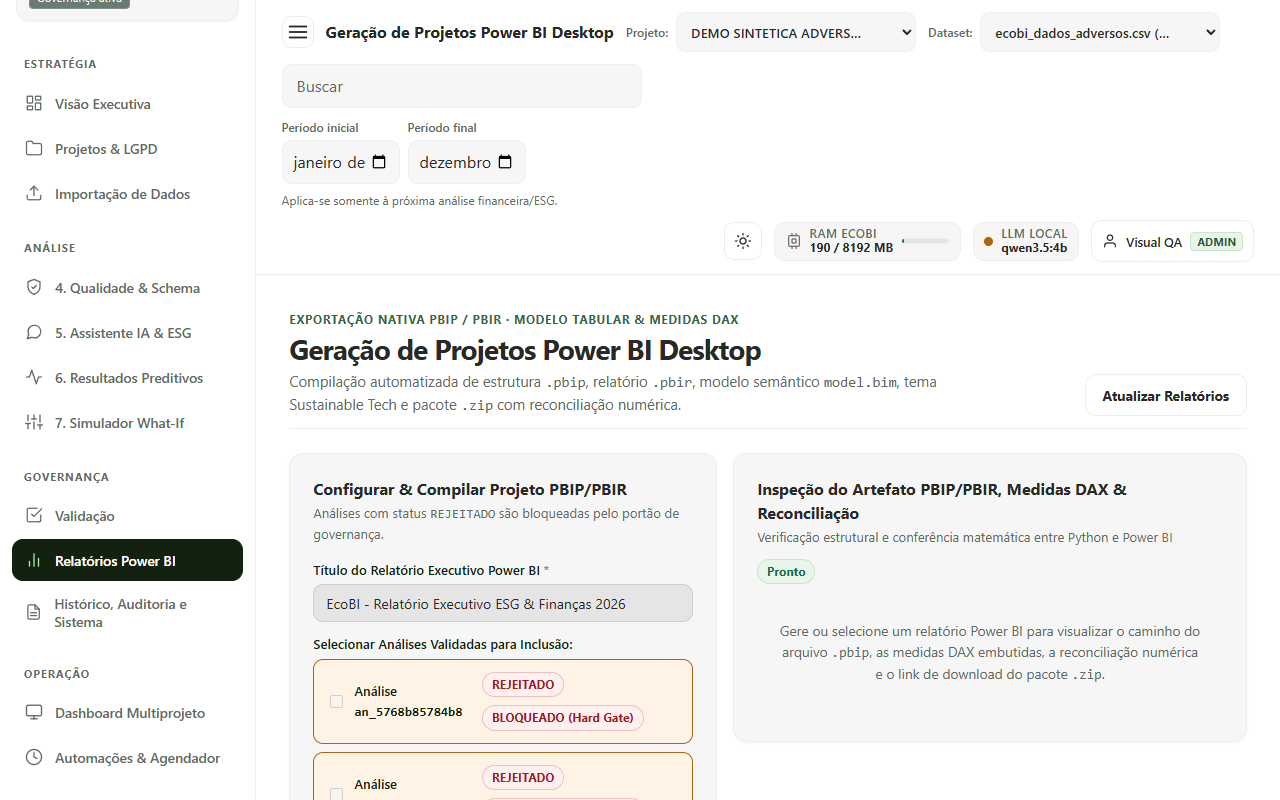 Governança ativa
ESTRATÉGIA
Visão Executiva
Projetos & LGPD
Importação de Dados
ANÁLISE
4. Qualidade & Schema
5. Assistente IA & ESG
6. Resultados Preditivos
7. Simulador What-If
GOVERNANÇA
Validação
Relatórios Power BI
Histórico, Auditoria e
Sistema
OPERAÇÃO
Dashboard Multiprojeto
Automações & Agendador
Geração de Projetos Power BI Desktop
Projeto:
DEMO SINTETICA ADVERS...
Dataset:
ecobi_dados_adversos.csv (...
Buscar
Período inicial
Período final
janeiro de
dezembro
Aplica-se somente à próxima análise financeira/ESG.
RAM ECOBI
190 / 8192 MB
LLM LOCAL
qwen3.5:4b
Visual QA
ADMIN
EXPORTAÇÃO NATIVA PBIP / PBIR · MODELO TABULAR & MEDIDAS DAX
Geração de Projetos Power BI Desktop
Compilação automatizada de estrutura .pbip, relatório .pbir, modelo semântico model.bim, tema
Sustainable Tech e pacote .zip com reconciliação numérica.
Atualizar Relatórios
Configurar & Compilar Projeto PBIP/PBIR
Análises com status REJEITADO são bloqueadas pelo portão de
governança.
Título do Relatório Executivo Power BI *
EcoBI - Relatório Executivo ESG & Finanças 2026
Selecionar Análises Validadas para Inclusão:
Análise
an_5768b85784b8
REJEITADO
BLOQUEADO (Hard Gate)
Análise
REJEITADO
Inspeção do Artefato PBIP/PBIR, Medidas DAX &
Reconciliação
Verificação estrutural e conferência matemática entre Python e Power BI
Pronto
Gere ou selecione um relatório Power BI para visualizar o caminho do
arquivo .pbip, as medidas DAX embutidas, a reconciliação numérica
e o link de download do pacote .zip.